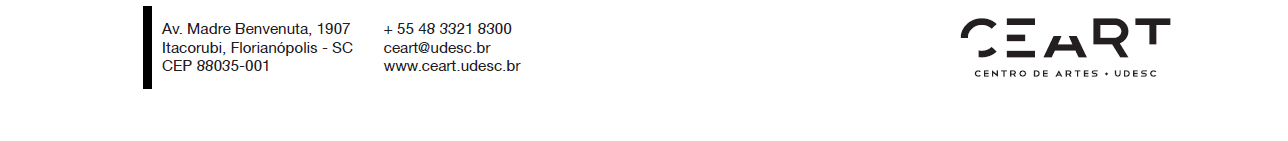 Av. Madre Benvenuta, 1907
Itacorubi, Florianópolis - SC
CEP 88035-001
+ 55 48 3321 8300
ceart@udesc.br
www.ceart.udesc.br
CEART
CENTRO DE ARTES • UDESC